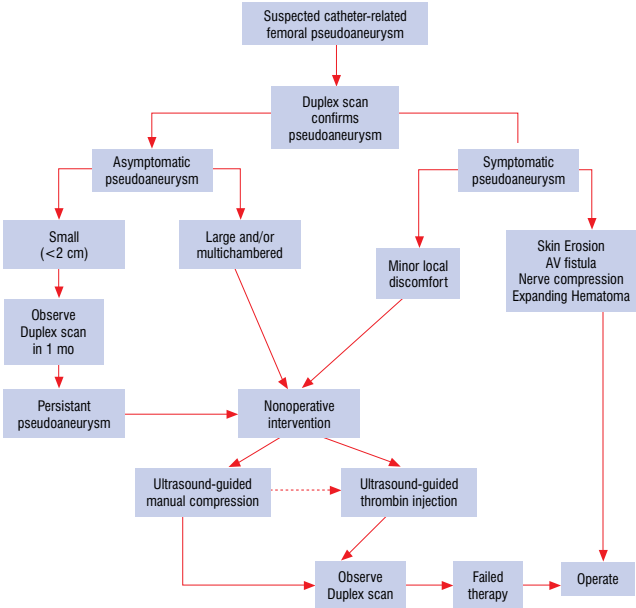 Suspected catheter-related
femoral pseudoaneurysm
Duplex scan
confirms
pseudoaneurysm
Asymptomatic
pseudoaneurysm
Symptomatic
pseudoaneurysm
Small
(<2 cm)
Large and/or
multichambered
Minor local
discomfort
Skin Erosion
AV fistula
Nerve compression
Expanding Hematoma
Observe
Duplex scan
in 1 mo
Persistant
pseudoaneurysm
Nonoperative
intervention
Ultrasound-guided
manual compression
Ultrasound-guided
thrombin injection
Observe
Duplex scan
Failed
therapy
Operate